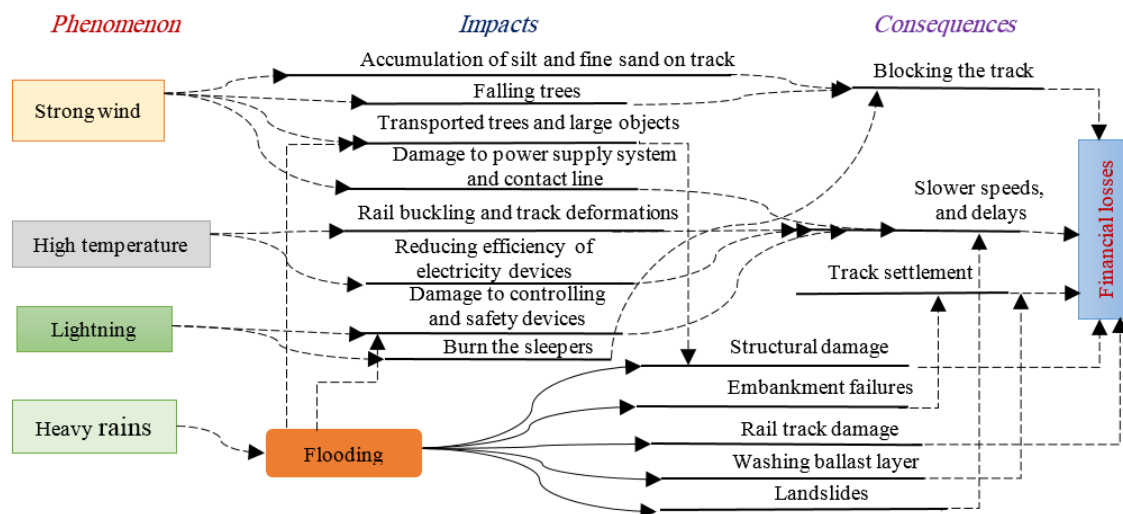 Phenomenon
Impacts
Consequences
Strong wind
High temperature
Lightning
Heavy rains
Flooding
Accumulation of silt and fine sand on track
Falling trees
Transported trees and large objects
Damage to power supply system
and contact line
Rail buckling and track deformations
Reducing efficiency of
electricity devices
Damage to controlling
and safety devices
Burn the sleepers
Blocking the track
Slower speeds,
and delays
Track settlement
Structural damage
Embankment failures
Rail track damage
Washing ballast layer
Landslides
Financial losses